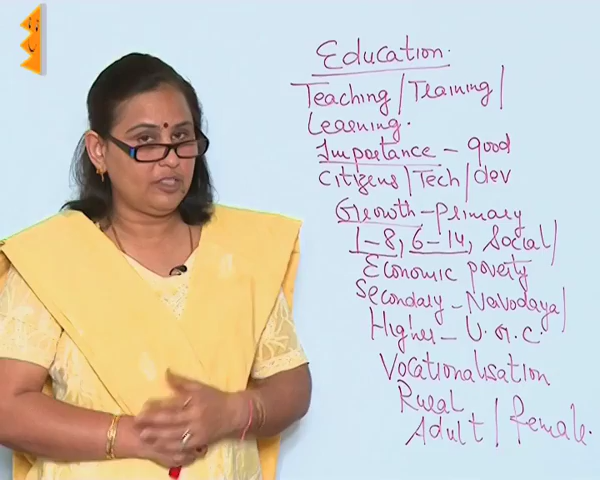 Education.
Teaching/Training/
Learning.
Importance - good
Citizens/Tech/dev
Growth - Primary
1-8, 6-14, Social/
Economic poverty
Secondary - Navodaya/
Higher - U.G.C.
Vocationalisation
Rural
Adult/female.